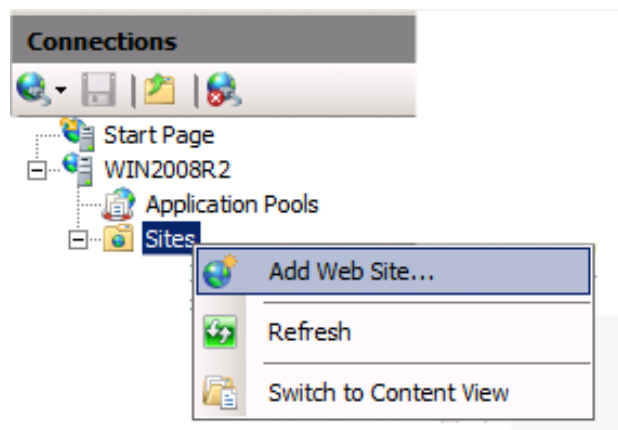 Connections
Start Page
WIN2008R2
Application Pools
Sites
Add Web Site...
Refresh
Switch to Content View